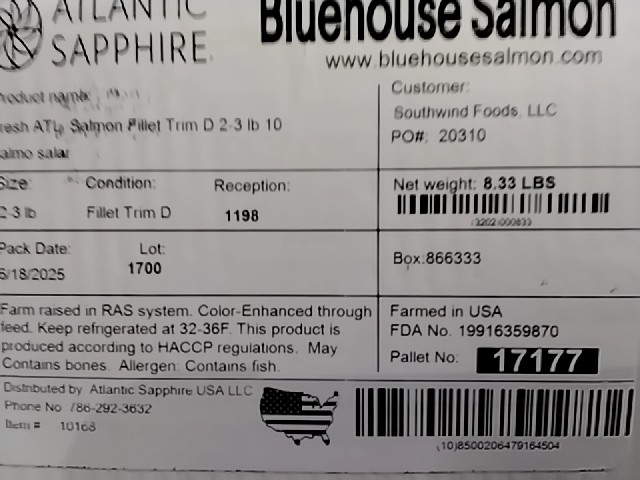 ATLANTIC
SAPPHIRE
Bluehouse Salmon
www.bluehousesalmon.com
roduct name:
resh ATL Salmon Fillet Trim D 2-3 lb 10
almo salar
Customer:
Southwind Foods, LLC
PO#: 20310
Size:
2-3 lb
Condition:
Fillet Trim D
Reception:
1198
Net weight: 8.33 LBS
(3202)000833
Pack Date:
5/18/2025
Lot:
1700
Box:866333
Farm raised in RAS system. Color-Enhanced through
feed. Keep refrigerated at 32-36F. This product is
produced according to HACCP regulations. May
Contains bones. Allergen: Contains fish.
Farmed in USA
FDA No. 19916359870
Pallet No: 17177
Distributed by Atlantic Sapphire USA LLC
Phone No 786-292-3632
Item # 10168
(10)8500206479164504